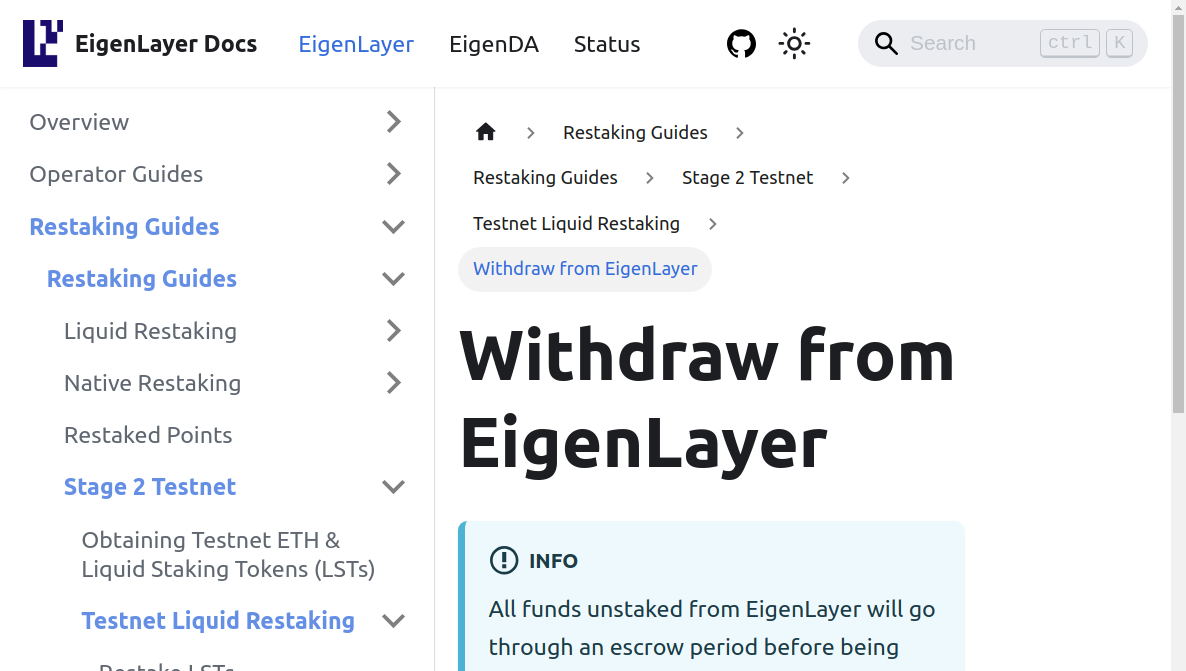 EigenLayer Docs
EigenLayer
EigenDA
Status
Search
ctrl
K
Overview
Operator Guides
Restaking Guides
Restaking Guides
Liquid Restaking
Native Restaking
Restaked Points
Stage 2 Testnet
Obtaining Testnet ETH &
Liquid Staking Tokens (LSTs)
Testnet Liquid Restaking
Restake LSTs
Restaking Guides
Restaking Guides
Stage 2 Testnet
Testnet Liquid Restaking
Withdraw from EigenLayer
Withdraw from
EigenLayer
INFO
All funds unstaked from EigenLayer will go
through an escrow period before being